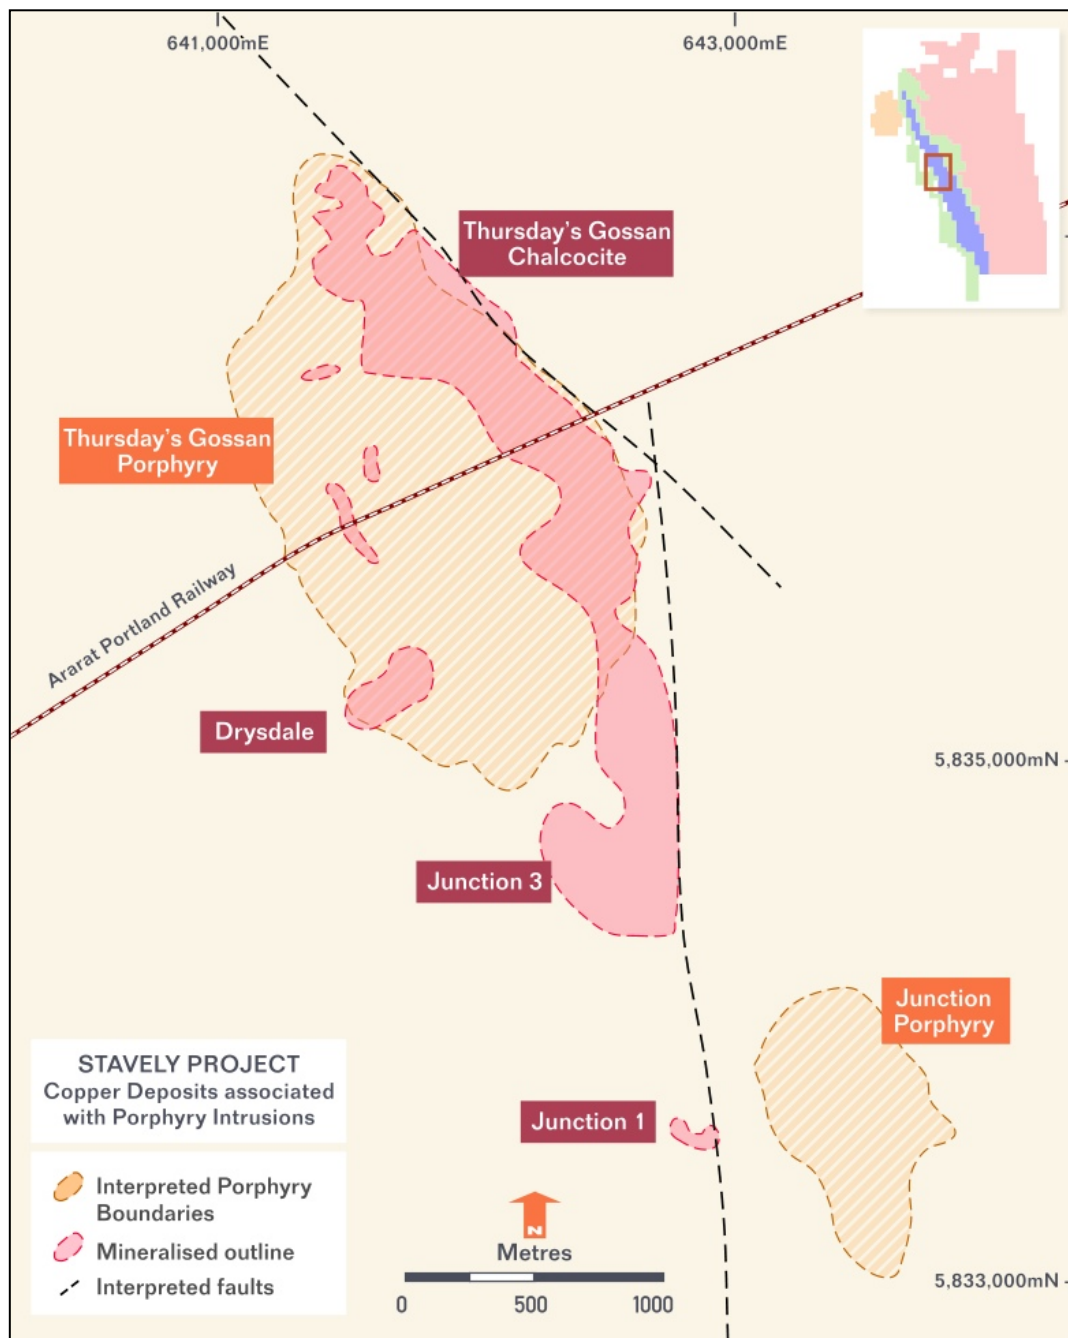 641,000mE
643,000mE
Thursday's Gossan
Chalcocite
Thursday's Gossan
Porphyry
Ararat Portland Railway
Drysdale
5,835,000mN
Junction 3
Junction
Porphyry
STAVELY PROJECT
Copper Deposits associated
with Porphyry Intrusions
Junction 1
Interpreted Porphyry
Boundaries
Mineralised outline
Interpreted faults
N
Metres
0 500 1000
5,833,000mN